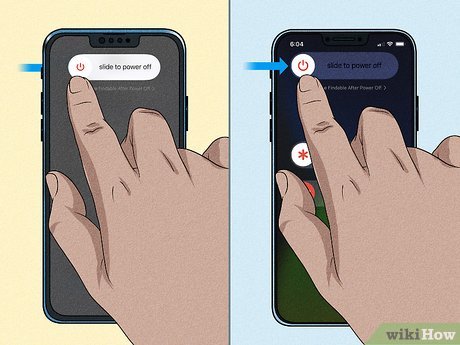 slide to power off
e Findable After Power Off >
6:04
slide to power off
e Findable After Power Off >
wikiHow